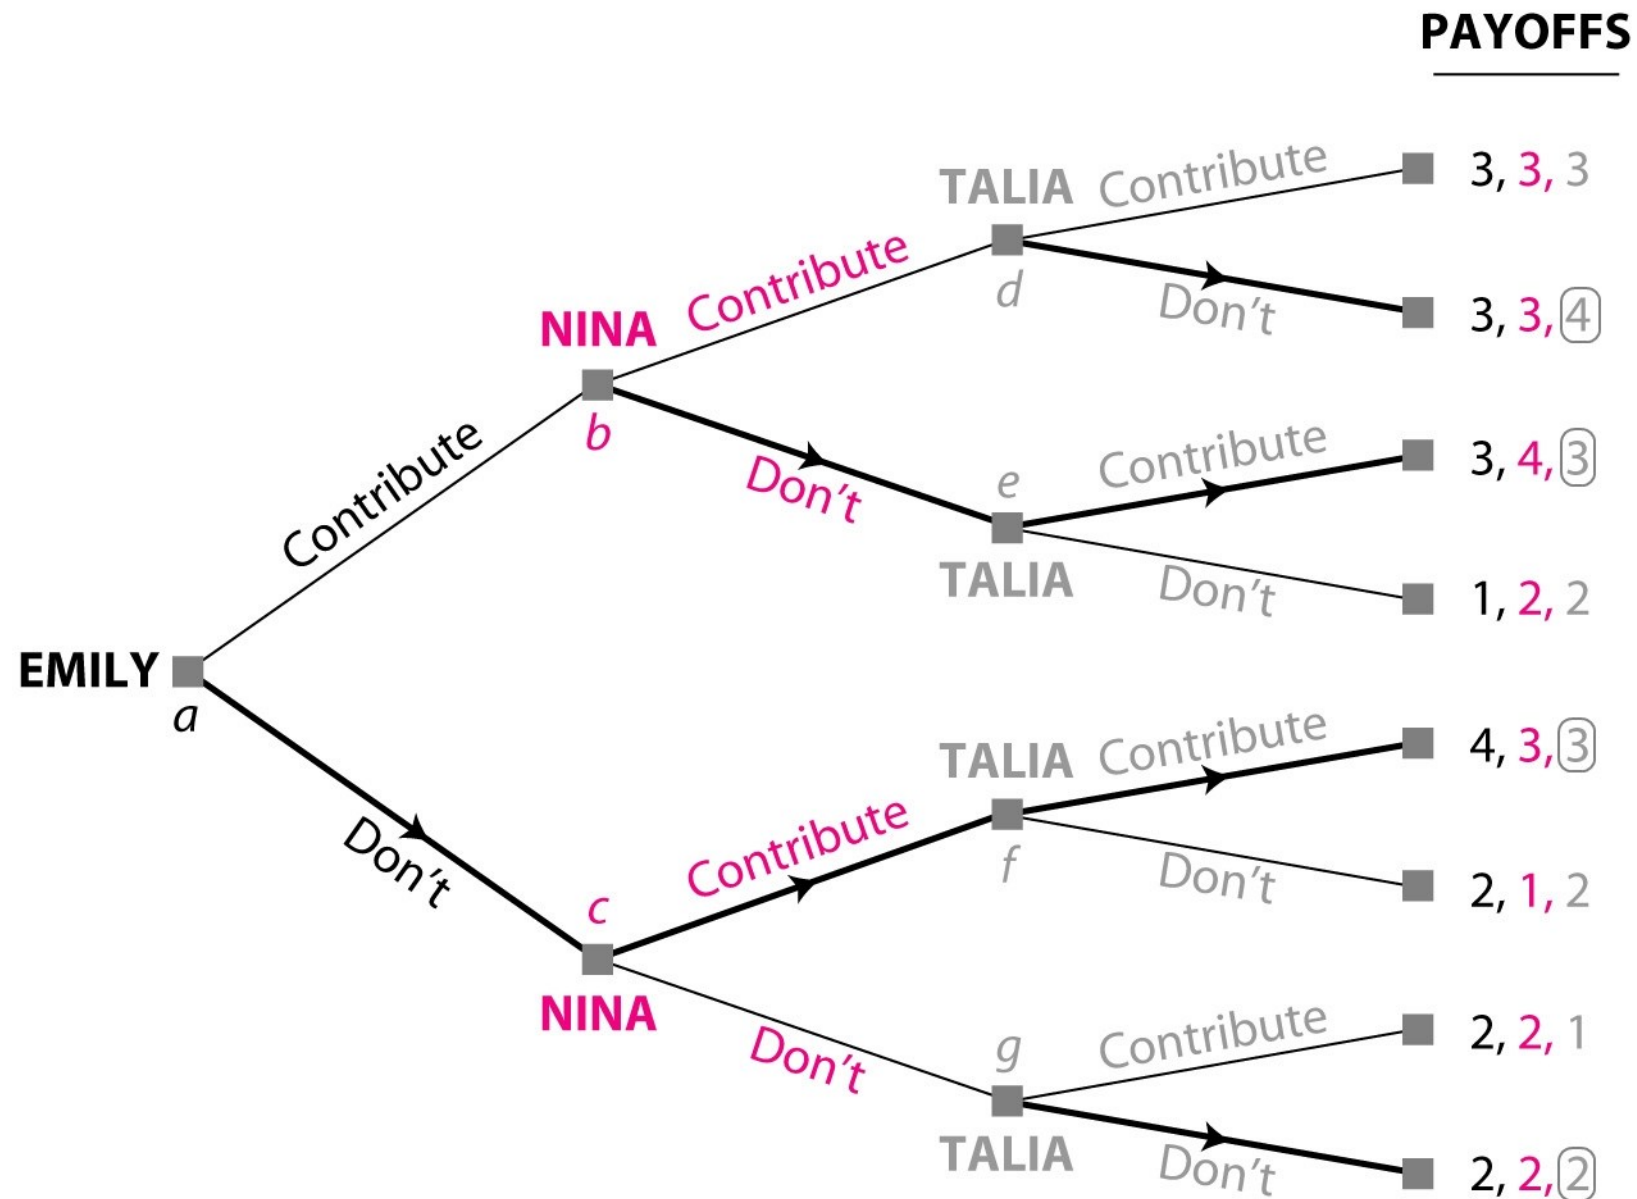 PAYOFFS
TALIA Contribute 3, 3, 3
d Don't 3, 3, 4
NINA Contribute
b Don't
e Contribute 3, 4, 3
TALIA Don't 1, 2, 2
Contribute
EMILY
a
Don't
TALIA Contribute 4, 3, 3
f Don't 2, 1, 2
c Contribute
NINA Don't
g Contribute 2, 2, 1
TALIA Don't 2, 2, 2